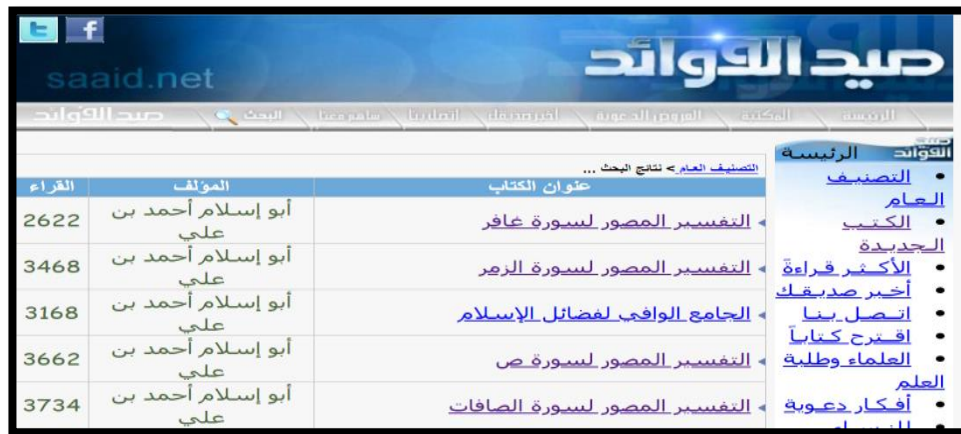 صيد الفوائد
saaid.net
الرئيسة المكتبة العروض الدعوية أخبر صديقك اتصل بنا ساهم معنا البحث صيد الفوائد
صيد الفوائد
الرئيسة
التصنيف العام
الكتب الجديدة
الأكثر قراءة
أخبر صديقك
اتصل بنا
اقترح كتاباً
العلماء وطلبة العلم
أفكار دعوية
التصنيف العام> نتائج البحث ...
عنوان الكتاب المؤلف القراء
التفسير المصور لسورة غافر أبو إسلام أحمد بن علي 2622
التفسير المصور لسورة الزمر أبو إسلام أحمد بن علي 3468
الجامع الوافي لفضائل الإسلام أبو إسلام أحمد بن علي 3168
التفسير المصور لسورة ص أبو إسلام أحمد بن علي 3662
التفسير المصور لسورة الصافات أبو إسلام أحمد بن علي 3734